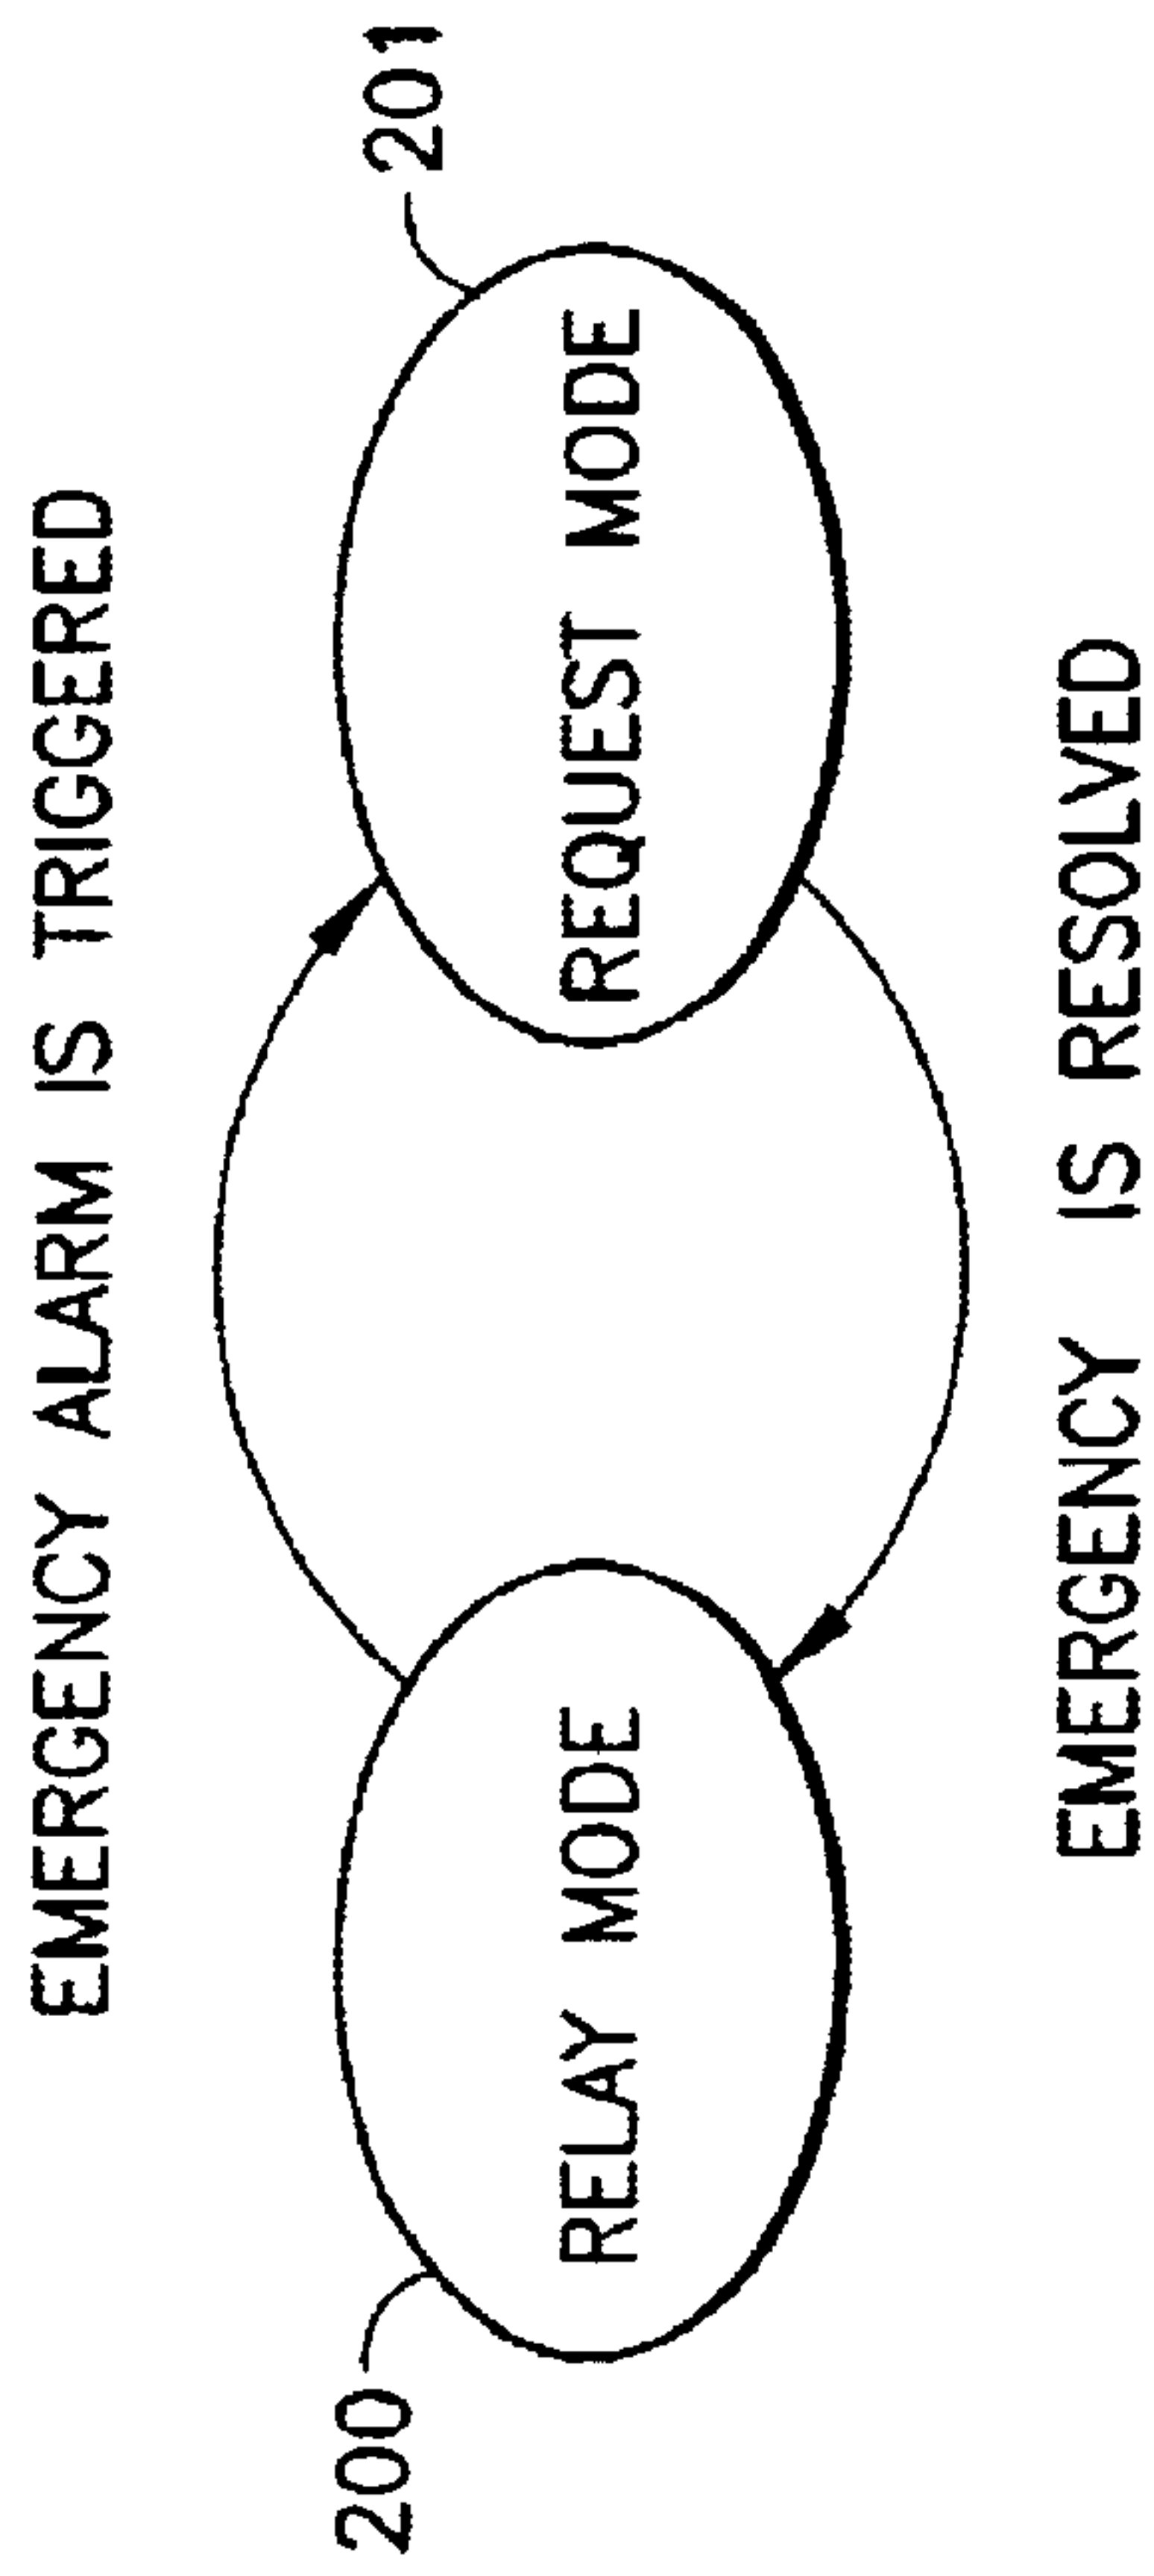 EMERGENCY ALARM IS TRIGGERED
201
200
RELAY MODE
REQUEST MODE
EMERGENCY IS RESOLVED